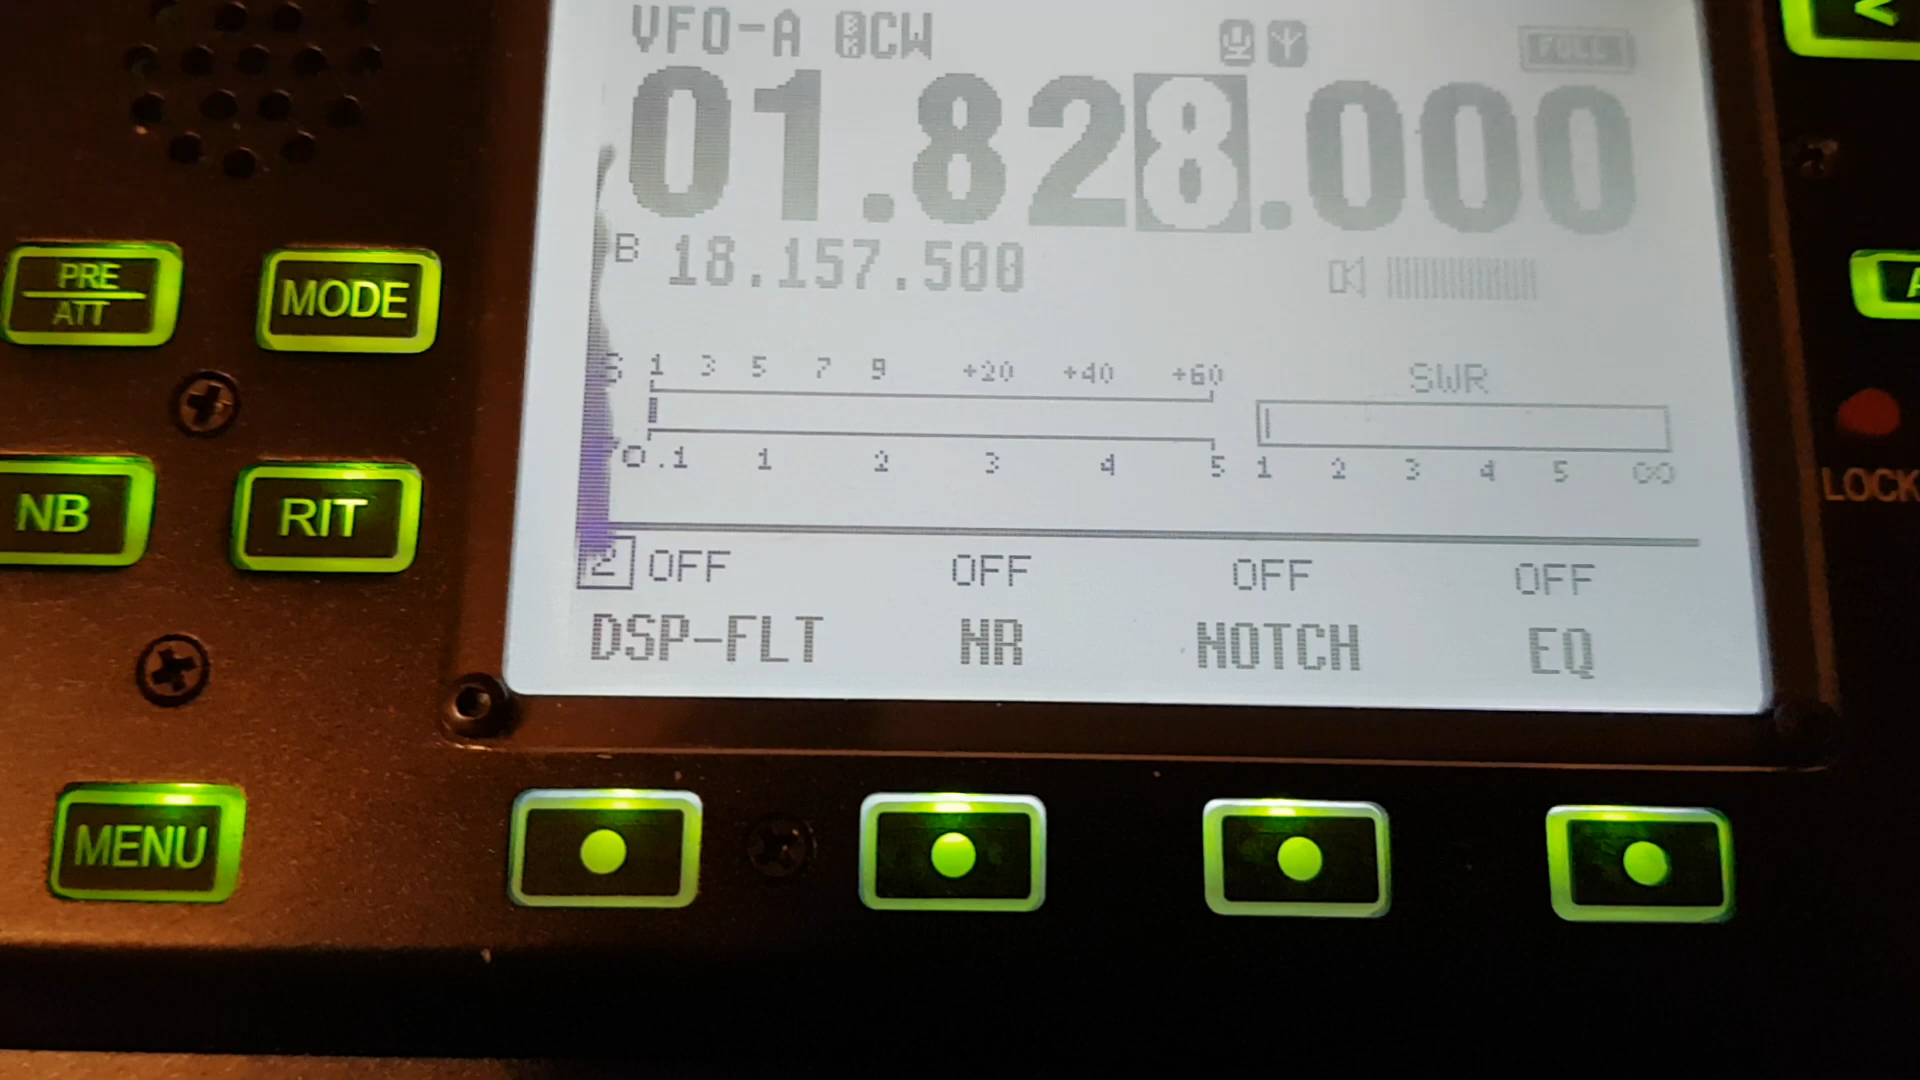 VFO-A BK CW
FULL
01.828.000
B 18.157.500
PRE
ATT
MODE
S 1 3 5 7 9 +20 +40 +60 SWR
0.1 1 2 3 4 5 1 2 3 4 5 ∞
LOCK
NB
RIT
2 OFF OFF OFF OFF
DSP-FLT NR NOTCH EQ
MENU